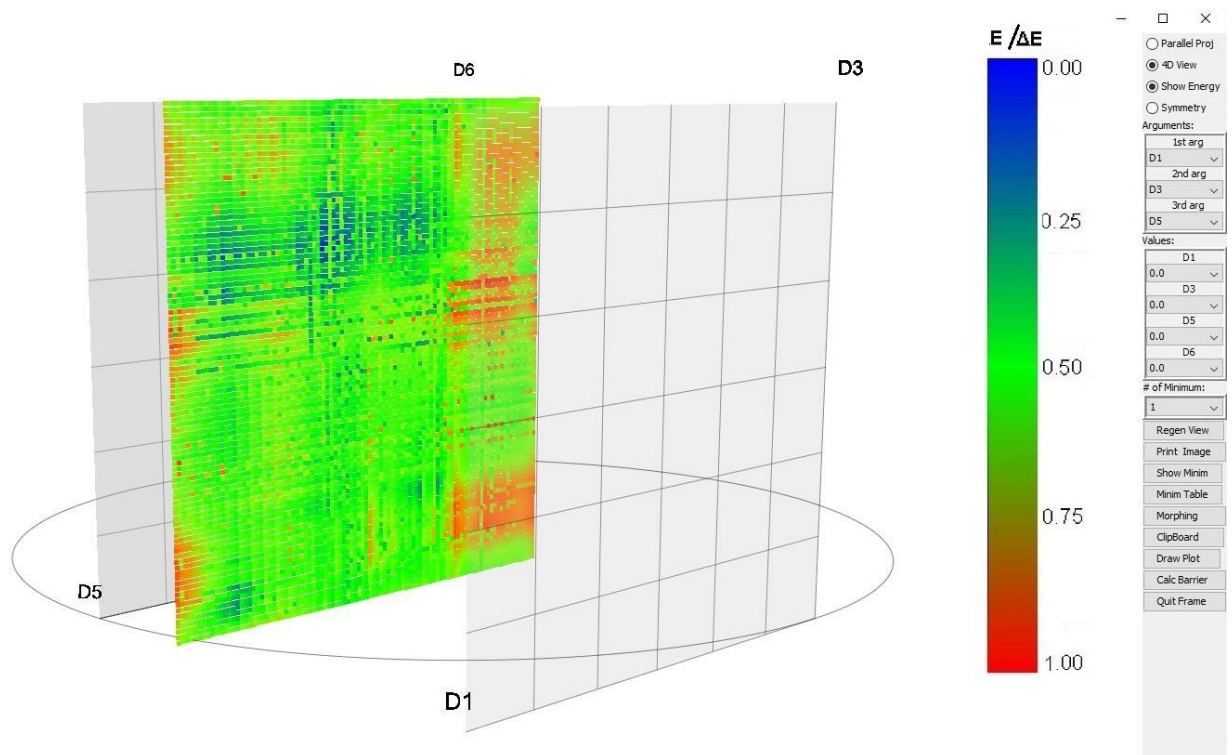 D6
D3
D5
D1
E /ΔE
0.00
0.25
0.50
0.75
1.00
Parallel Proj
4D View
Show Energy
Symmetry
Arguments:
1st arg
D1
2nd arg
D3
3rd arg
D5
Values:
D1
0.0
D3
0.0
D5
0.0
D6
0.0
# of Minimum:
1
Regen View
Print Image
Show Minim
Minim Table
Morphing
ClipBoard
Draw Plot
Calc Barrier
Quit Frame